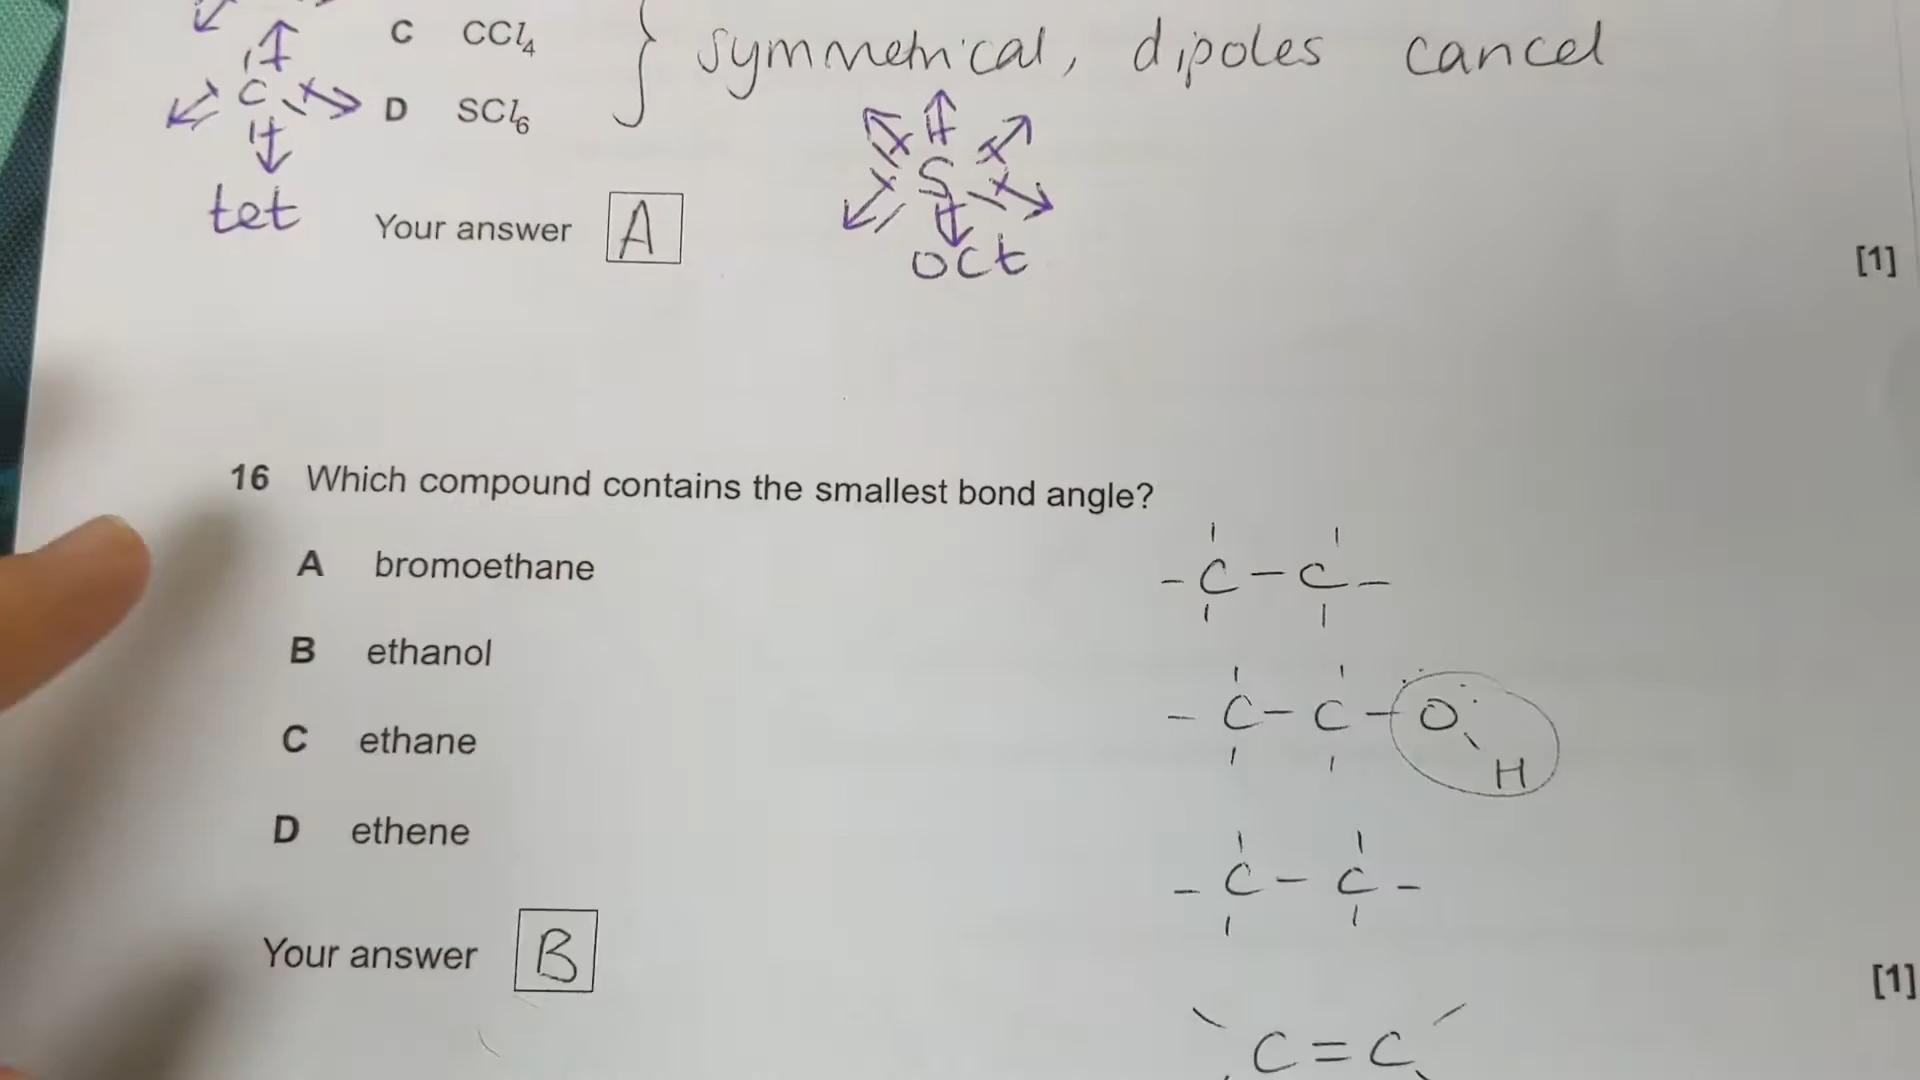 C CCl4 } symmetrical, dipoles cancel
C
D SCl6
S
tet
oct
Your answer A
[1]
16 Which compound contains the smallest bond angle?
A bromoethane
C - C
B ethanol
C - C - O
H
C ethane
D ethene
C - C
Your answer B
[1]
C = C